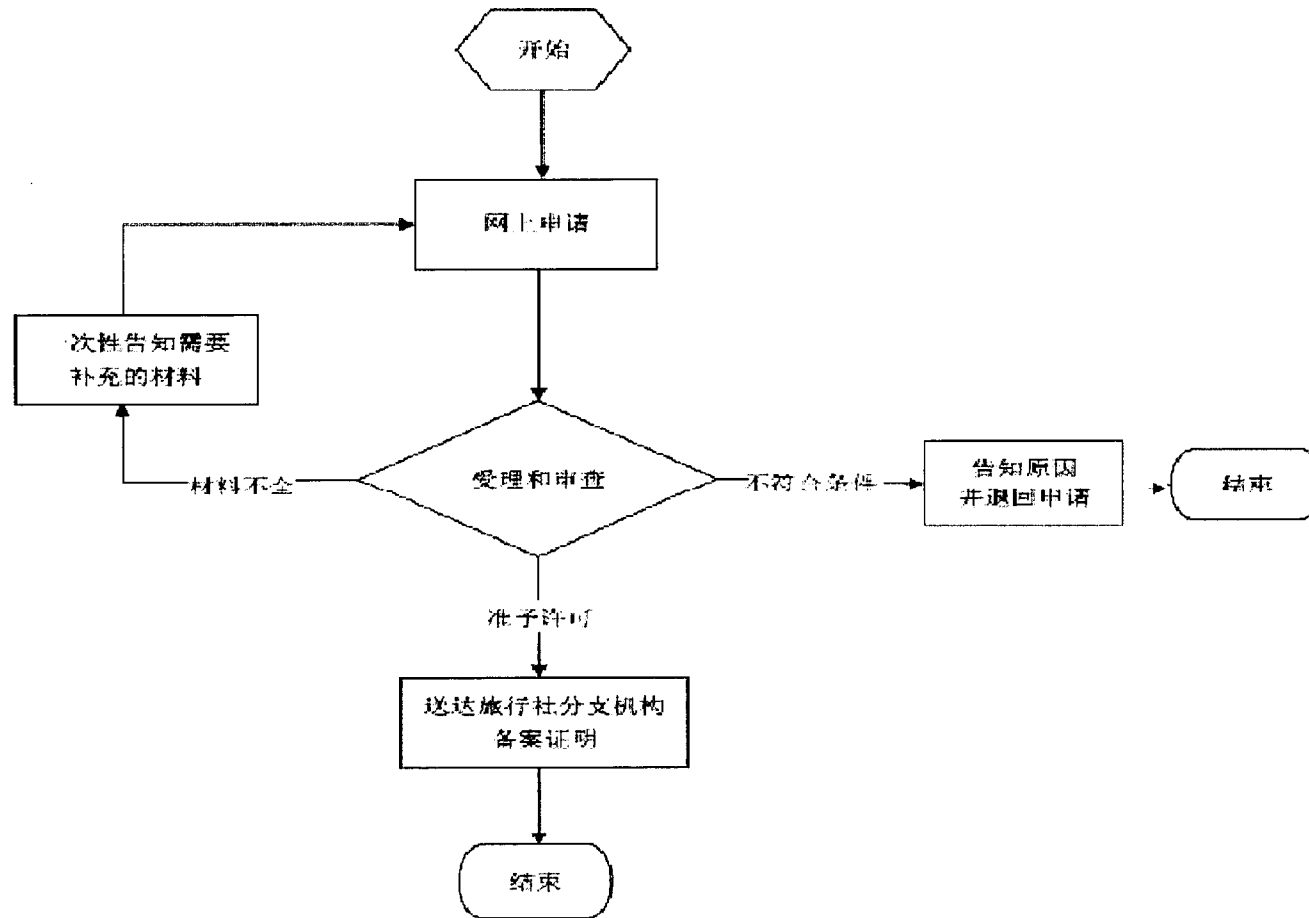 开始
网上申请
一次性告知需要
补充的材料
材料不全
受理和审查
不符合条件
告知原因
并退回申请
结束
准予许可
送达旅行社分支机构
备案证明
结束